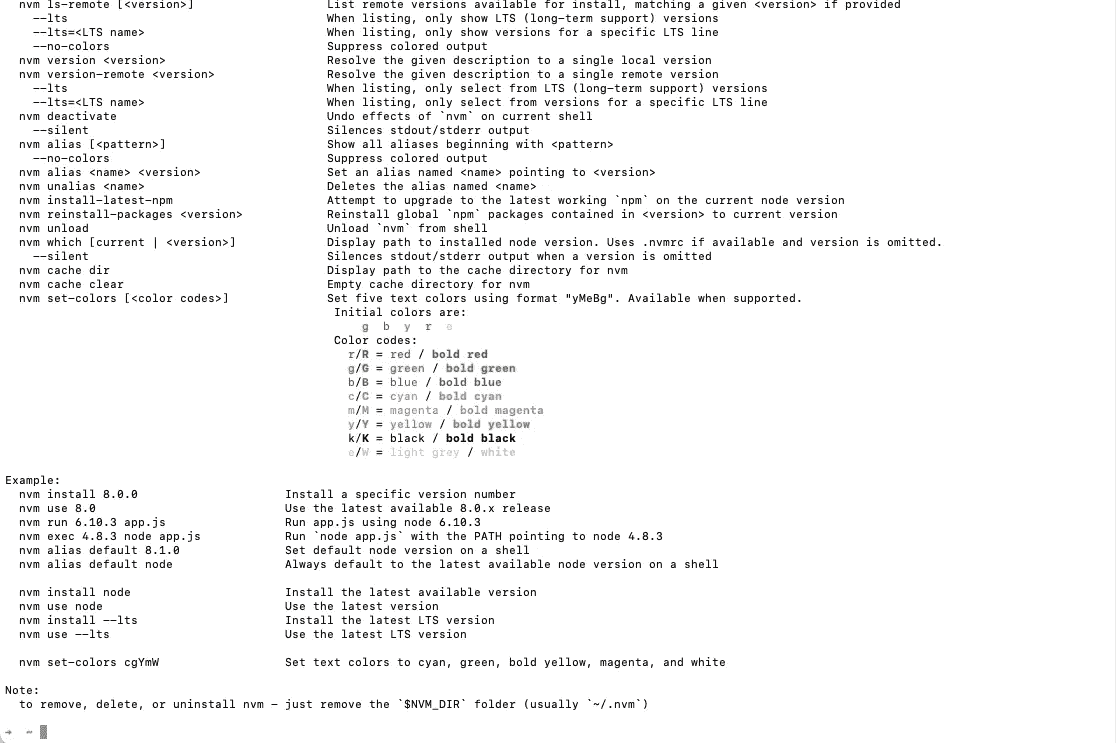 nvm ls-remote [<version>] List remote versions available for install, matching a given <version> if provided
--lts When listing, only show LTS (long-term support) versions
--lts=<LTS name> When listing, only show versions for a specific LTS line
--no-colors Suppress colored output
nvm version <version> Resolve the given description to a single local version
nvm version-remote <version> Resolve the given description to a single remote version
--lts When listing, only select from LTS (long-term support) versions
--lts=<LTS name> When listing, only select from versions for a specific LTS line
nvm deactivate Undo effects of `nvm` on current shell
--silent Silences stdout/stderr output
nvm alias [<pattern>] Show all aliases beginning with <pattern>
--no-colors Suppress colored output
nvm alias <name> <version> Set an alias named <name> pointing to <version>
nvm unalias <name> Deletes the alias named <name>
nvm install-latest-npm Attempt to upgrade to the latest working `npm` on the current node version
nvm reinstall-packages <version> Reinstall global `npm` packages contained in <version> to current version
nvm unload Unload `nvm` from shell
nvm which [current | <version>] Display path to installed node version. Uses .nvmrc if available and version is omitted.
--silent Silences stdout/stderr output when a version is omitted
nvm cache dir Display path to the cache directory for nvm
nvm cache clear Empty cache directory for nvm
nvm set-colors [<color codes>] Set five text colors using format "yMeBg". Available when supported.
Initial colors are:
g b y r e
Color codes:
r/R = red / bold red
g/G = green / bold green
b/B = blue / bold blue
c/C = cyan / bold cyan
m/M = magenta / bold magenta
y/Y = yellow / bold yellow
k/K = black / bold black
e/W = light grey / white
Example:
nvm install 8.0.0 Install a specific version number
nvm use 8.0 Use the latest available 8.0.x release
nvm run 6.10.3 app.js Run app.js using node 6.10.3
nvm exec 4.8.3 node app.js Run `node app.js` with the PATH pointing to node 4.8.3
nvm alias default 8.1.0 Set default node version on a shell
nvm alias default node Always default to the latest available node version on a shell
nvm install node Install the latest available version
nvm use node Use the latest version
nvm install --lts Install the latest LTS version
nvm use --lts Use the latest LTS version
nvm set-colors cgYmW Set text colors to cyan, green, bold yellow, magenta, and white
Note:
to remove, delete, or uninstall nvm - just remove the `$NVM_DIR` folder (usually `~/.nvm`)
➜ ~